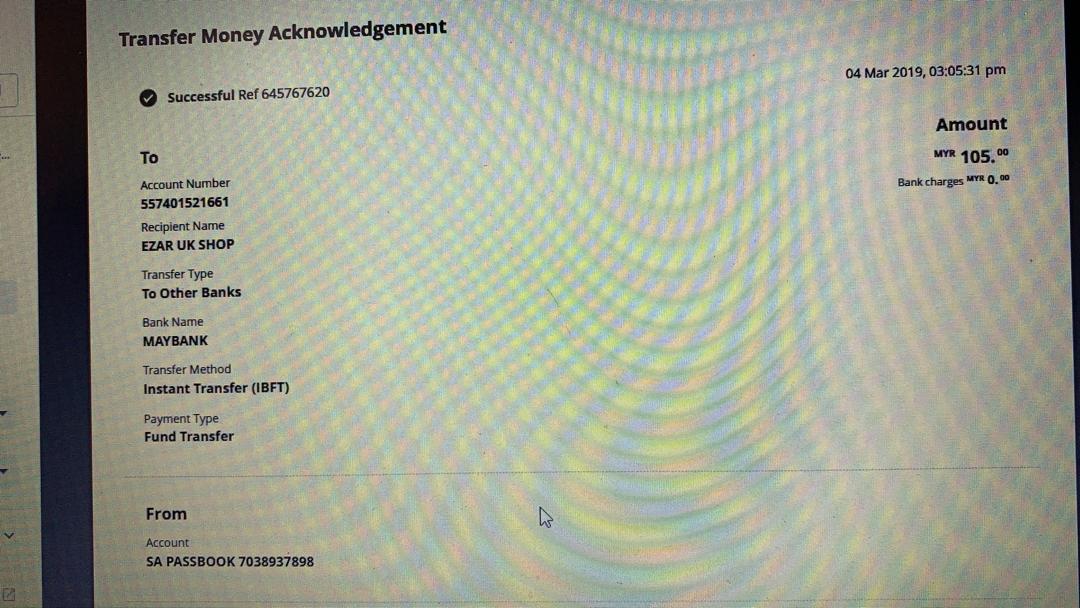 Transfer Money Acknowledgement
04 Mar 2019, 03:05:31 pm
Successful Ref 645767620
Amount
MYR 105.00
Bank charges MYR 0.00
To
Account Number
557401521661
Recipient Name
EZAR UK SHOP
Transfer Type
To Other Banks
Bank Name
MAYBANK
Transfer Method
Instant Transfer (IBFT)
Payment Type
Fund Transfer
From
Account
SA PASSBOOK 7038937898